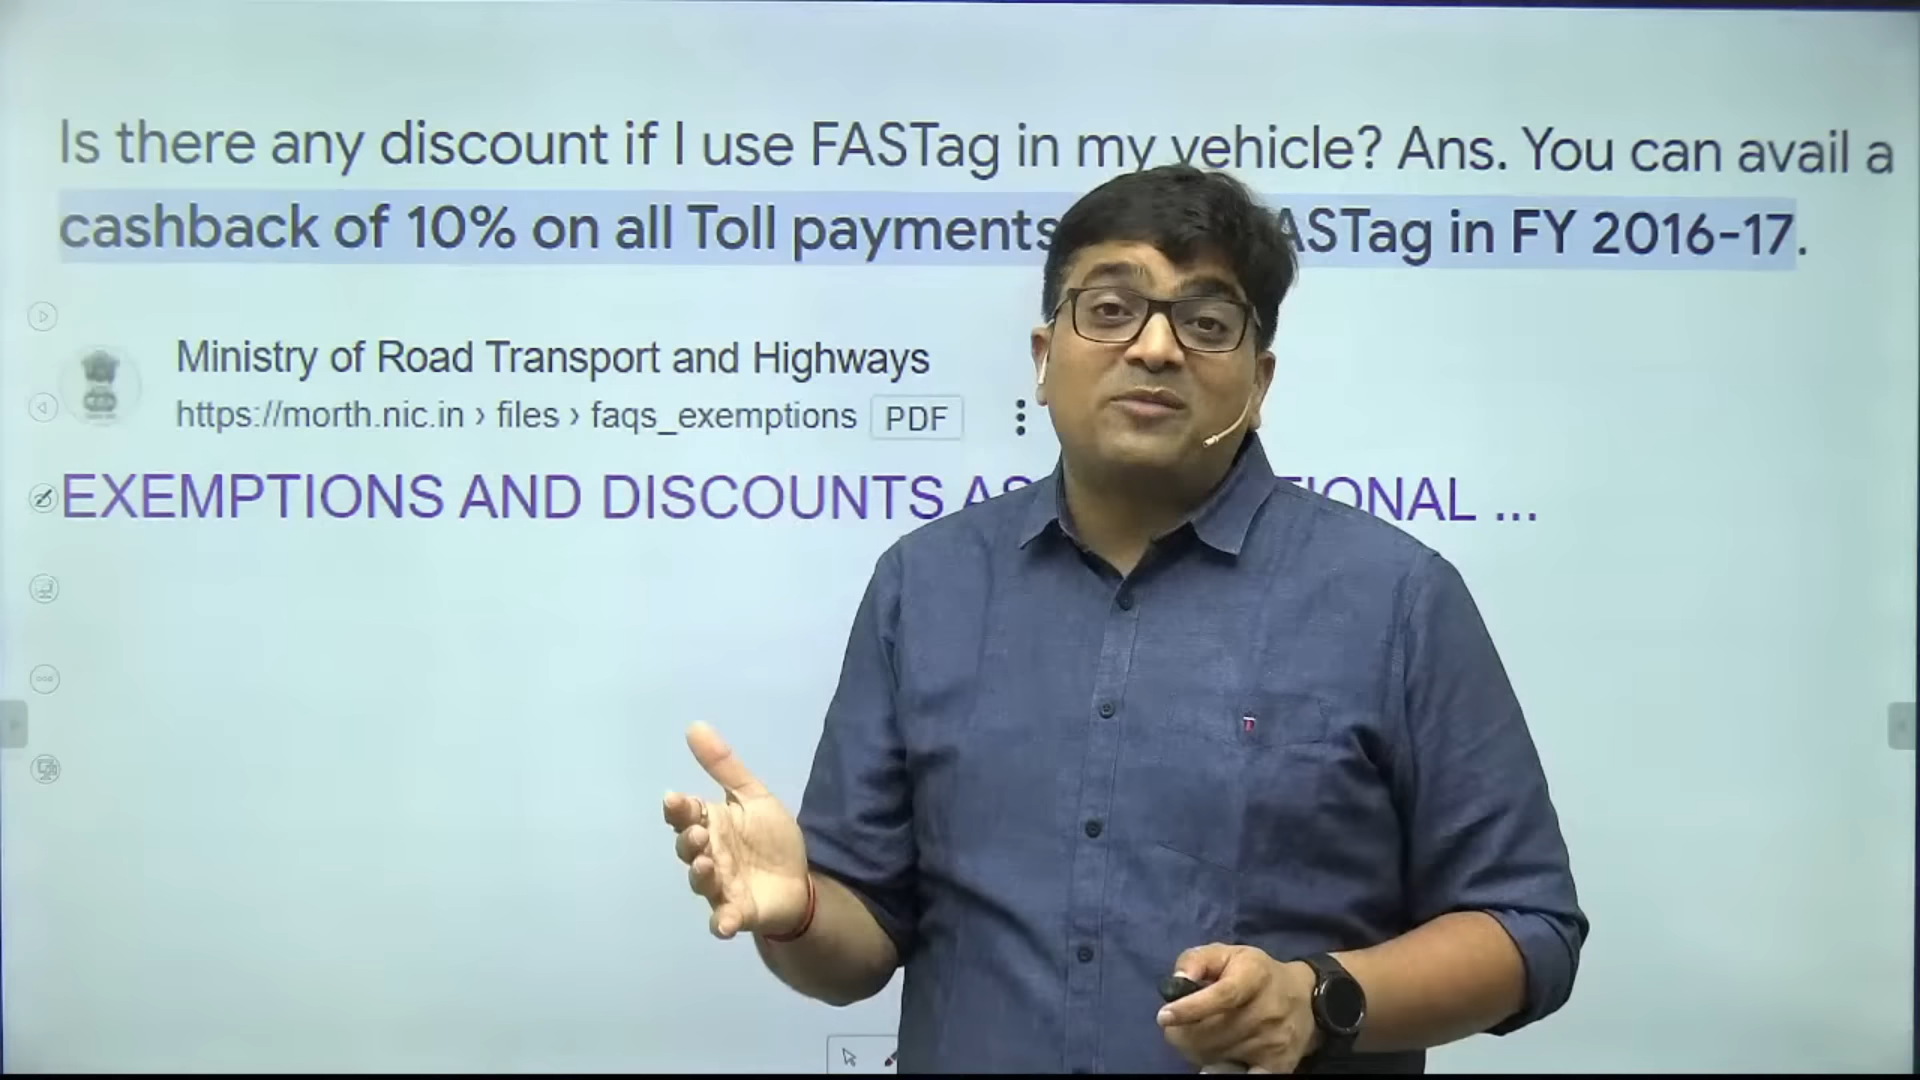 Is there any discount if I use FASTag in my vehicle? Ans. You can avail a
cashback of 10% on all Toll payments ASTag in FY 2016-17.
Ministry of Road Transport and Highways
https://morth.nic.in › files › faqs_exemptions PDF
EXEMPTIONS AND DISCOUNTS AS TIONAL ...